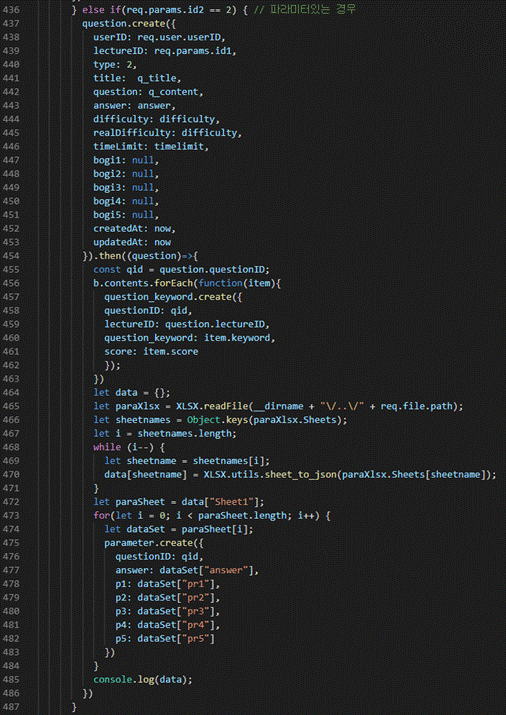 436 } else if(req.params.id2 == 2) { // 파라미터있는 경우
437 question.create({
438 userID: req.user.userID,
439 lectureID: req.params.id1,
440 type: 2,
441 title:  q_title,
442 question: q_content,
443 answer: answer,
444 difficulty: difficulty,
445 realDifficulty: difficulty,
446 timeLimit: timelimit,
447 bogi1: null,
448 bogi2: null,
449 bogi3: null,
450 bogi4: null,
451 bogi5: null,
452 createdAt: now,
453 updatedAt: now
454 }).then((question)=>{
455 const qid = question.questionID;
456 b.contents.forEach(function(item){
457 question_keyword.create({
458 questionID: qid,
459 lectureID: question.lectureID,
460 question_keyword: item.keyword,
461 score: item.score
462 });
463 })
464 let data = {};
465 let paraXlsx = XLSX.readFile(__dirname + "\/..\/" + req.file.path);
466 let sheetnames = Object.keys(paraXlsx.Sheets);
467 let i = sheetnames.length;
468 while (i--) {
469 let sheetname = sheetnames[i];
470 data[sheetname] = XLSX.utils.sheet_to_json(paraXlsx.Sheets[sheetname]);
471 }
472 let paraSheet = data["Sheet1"];
473 for(let i = 0; i < paraSheet.length; i++) {
474 let dataSet = paraSheet[i];
475 parameter.create({
476 questionID: qid,
477 answer: dataSet["answer"],
478 p1: dataSet["pr1"],
479 p2: dataSet["pr2"],
480 p3: dataSet["pr3"],
481 p4: dataSet["pr4"],
482 p5: dataSet["pr5"]
483 })
484 }
485 console.log(data);
486 })
487 }